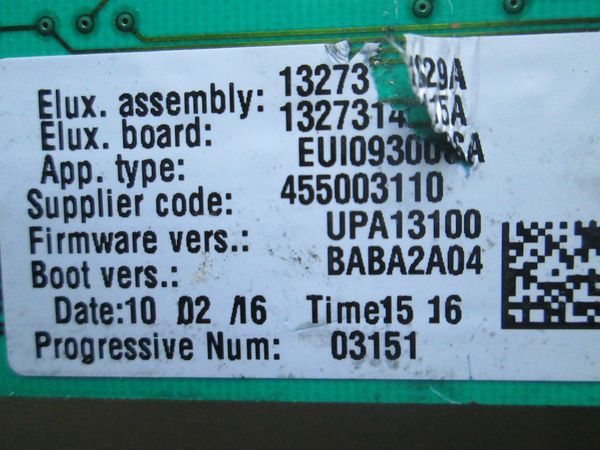 Elux. assembly: 13273
Elux. board:
App. type:
Supplier code: 455003110
Firmware vers.: UPA13100
Boot vers.: BABA2A04
Date:10 02 /16 Time15 16
Progressive Num: 03151